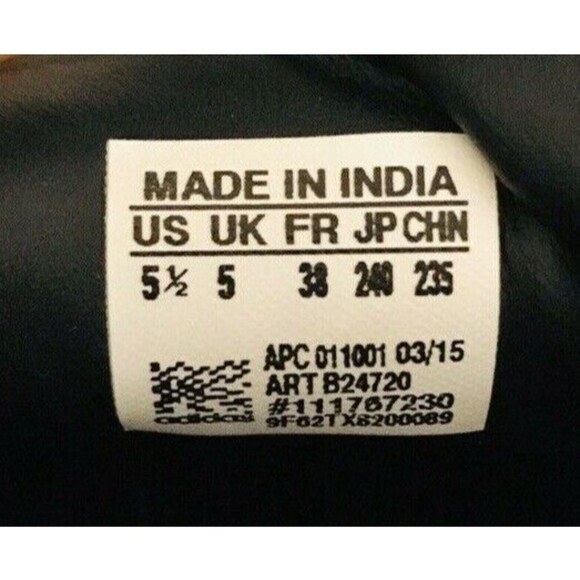 MADE IN INDIA
US UK FR JP CHN
5½ 5 38 240 235
APC 011001 03/15
ART B24720
#111767230
adidas 9F62TX8200089